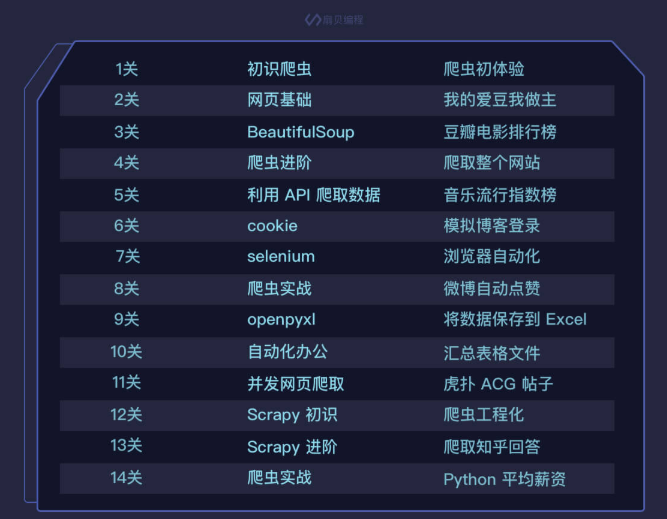 扇贝编程
1关 初识爬虫 爬虫初体验
2关 网页基础 我的爱豆我做主
3关 BeautifulSoup 豆瓣电影排行榜
4关 爬虫进阶 爬取整个网站
5关 利用 API 爬取数据 音乐流行指数榜
6关 cookie 模拟博客登录
7关 selenium 浏览器自动化
8关 爬虫实战 微博自动点赞
9关 openpyxl 将数据保存到 Excel
10关 自动化办公 汇总表格文件
11关 并发网页爬取 虎扑 ACG 帖子
12关 Scrapy 初识 爬虫工程化
13关 Scrapy 进阶 爬取知乎回答
14关 爬虫实战 Python 平均薪资